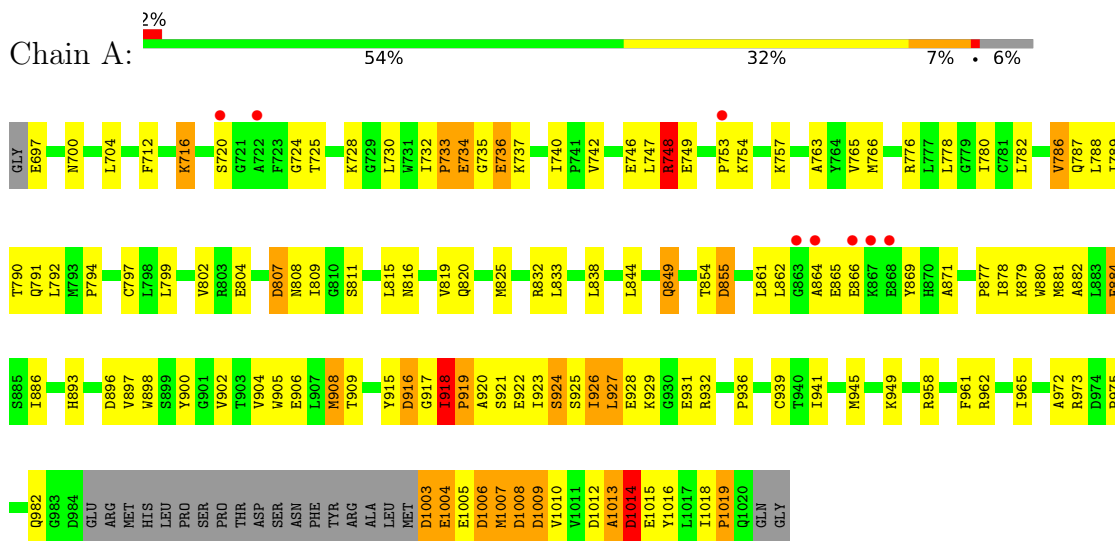 2%
Chain A:
54% 32% 7% • 6%
GLY E697 N700 L704 F712 K716 S720 G721 A722 F723 G724 T725 K728 G729 L730 W731 I732 P733 E734 G735 E736 K737 I740 P741 V742 E746 L747 R748 E749 P753 K754 K757 A763 Y764 V765 M766 R776 L777 L778 G779 I780 C781 L782 V786 Q787 L788
T790 Q791 L792 M793 P794 C797 L798 L799 V802 R803 E804 D807 N808 I809 G810 S811 L815 N816 V819 Q820 M825 R832 L833 L838 L844 Q849 T854 D855 L861 L862 G863 A864 E865 E866 K867 E868 Y869 H870 A871 P877 I878 K879 W880 M881 A882 L883 E884
S885 I886 H893 D896 V897 W898 S899 Y900 G901 V902 T903 V904 W905 E906 L907 M908 T909 Y915 D916 G917 I918 P919 A920 S921 E922 I923 S924 S925 I926 L927 E928 K929 G930 E931 R932 P936 C939 T940 I941 M945 K949 R958 F961 R962 I965 A972 R973 D974 P975
Q982 G983 D984 GLU ARG MET HIS LEU PRO SER PRO THR ASP SER ASN PHE TYR ARG ALA LEU MET D1003 E1004 E1005 D1006 M1007 D1008 D1009 V1010 V1011 D1012 A1013 D1014 E1015 Y1016 L1017 I1018 P1019 Q1020 GLN GLY